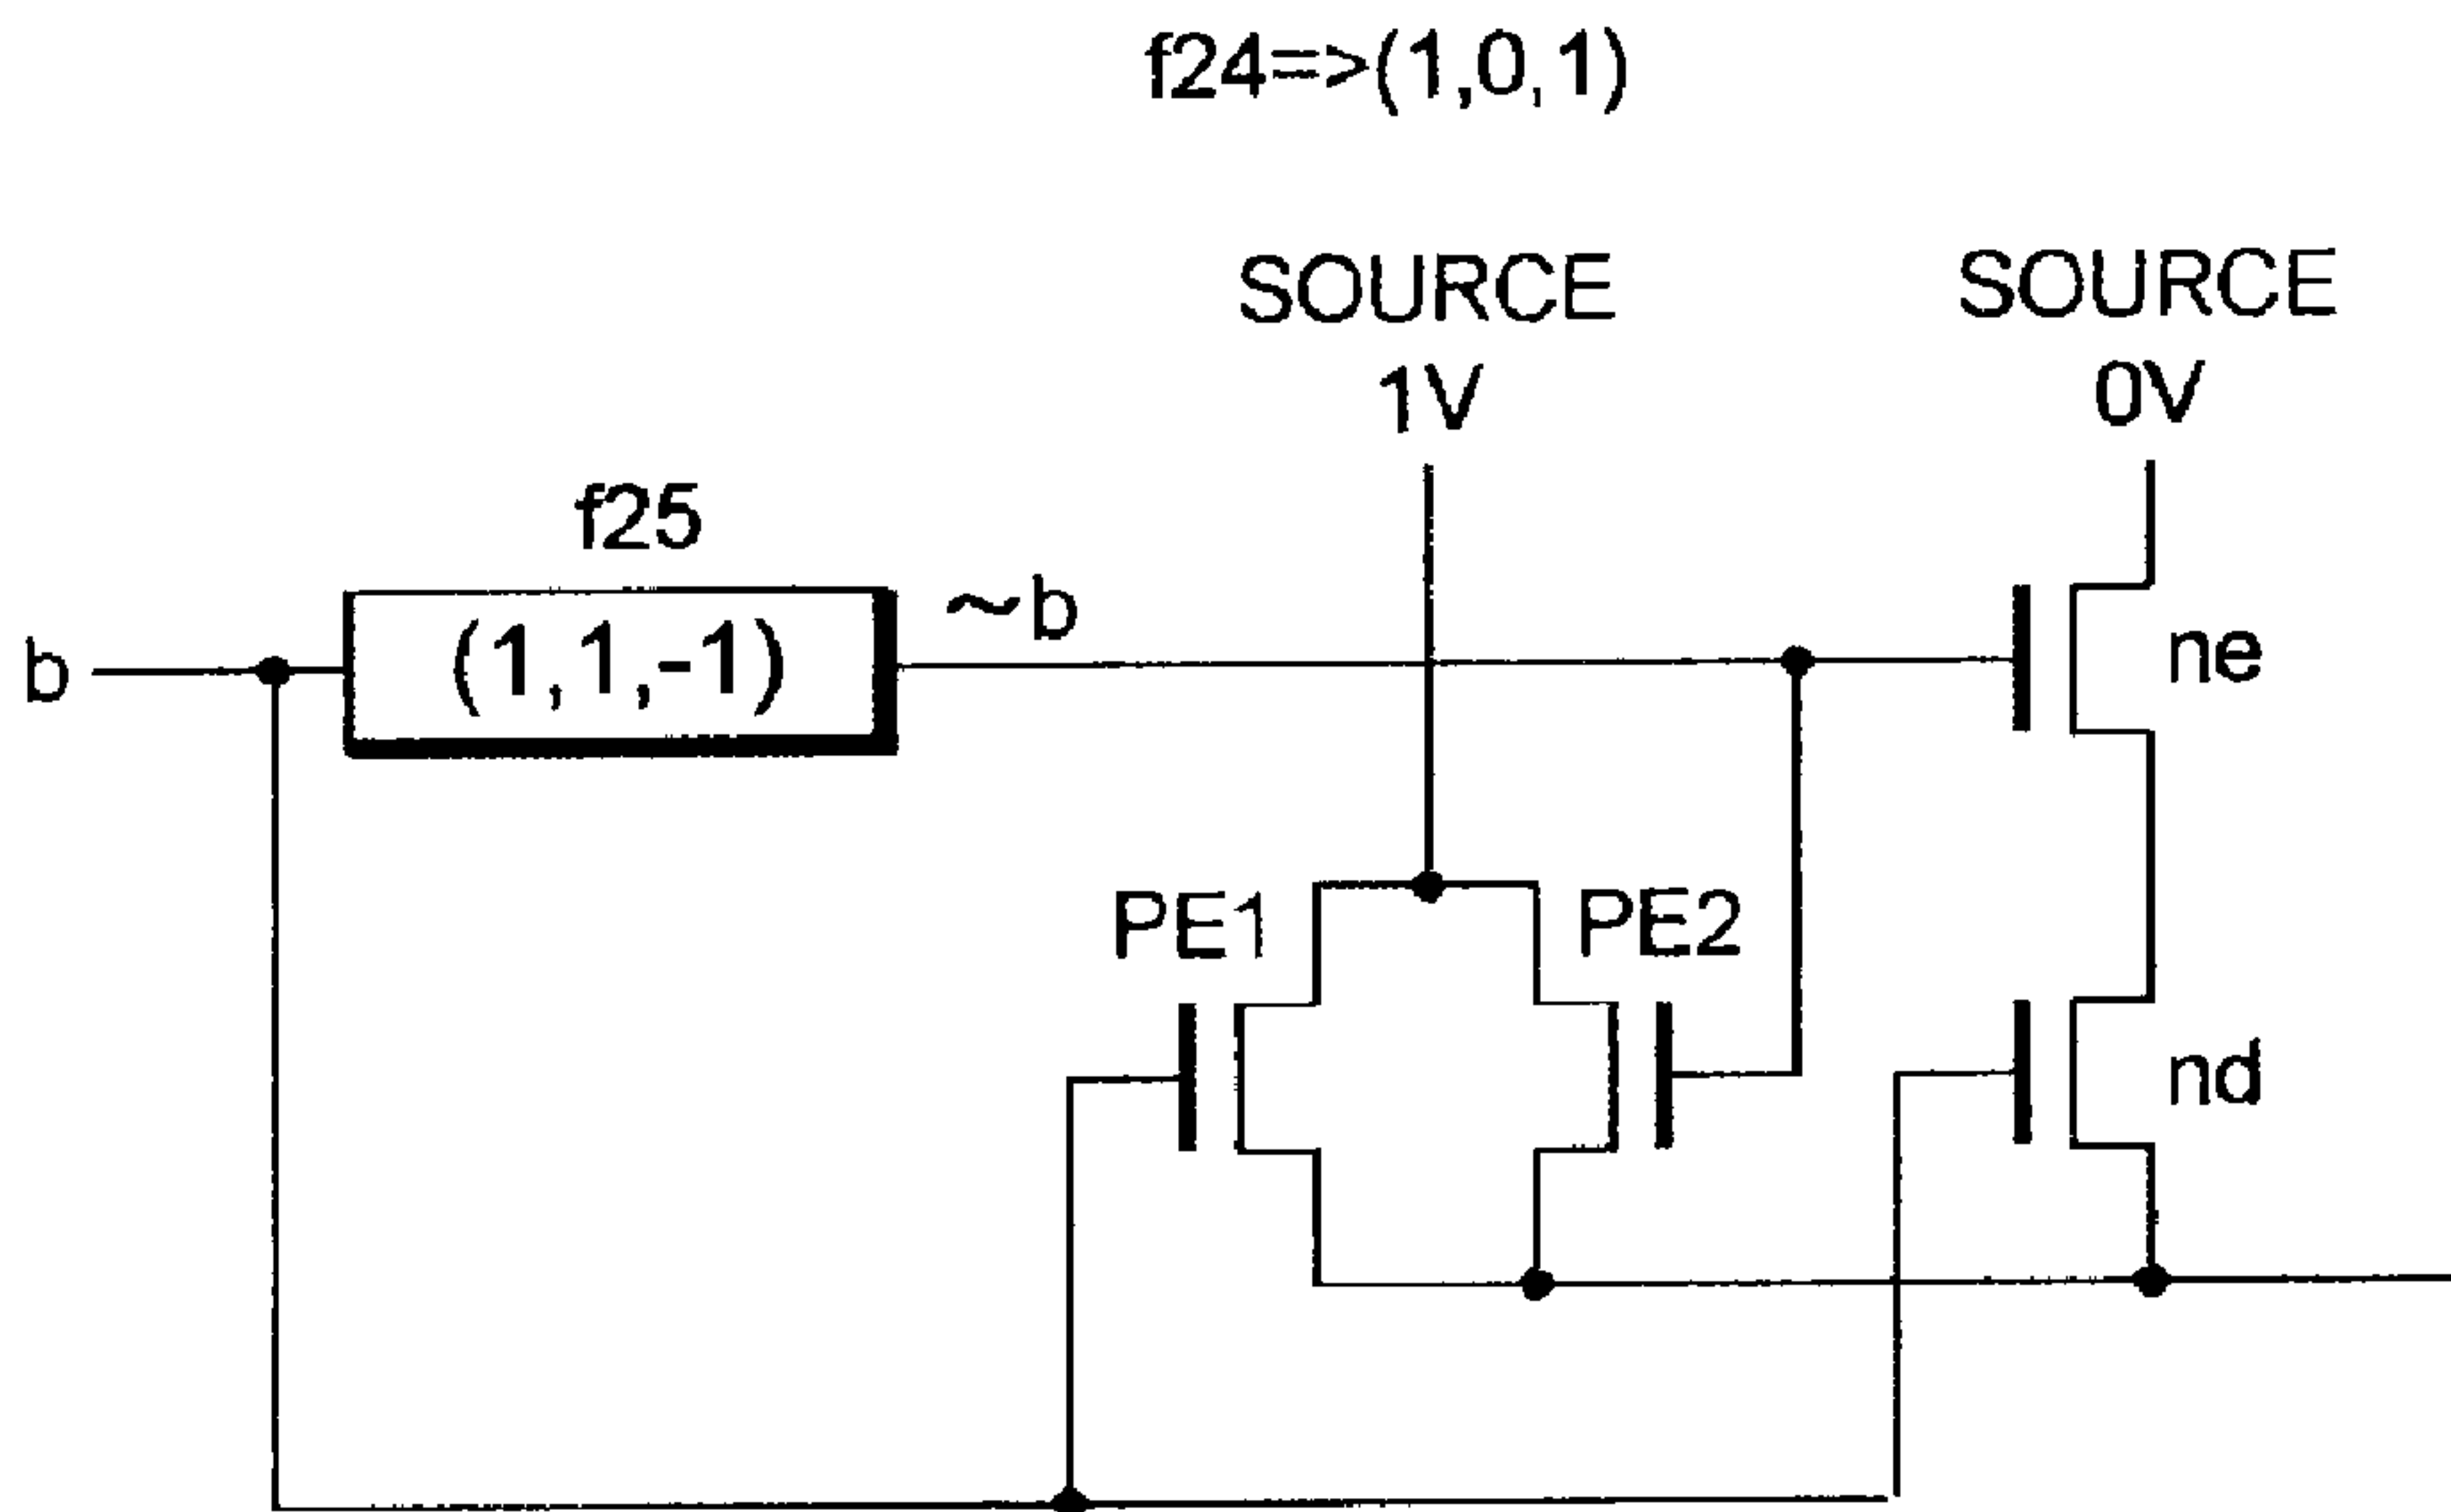 f24=>(1,0,1)
SOURCE
1V
SOURCE
0V
f25
b
(1,1,-1)
~b
ne
PE1
PE2
nd